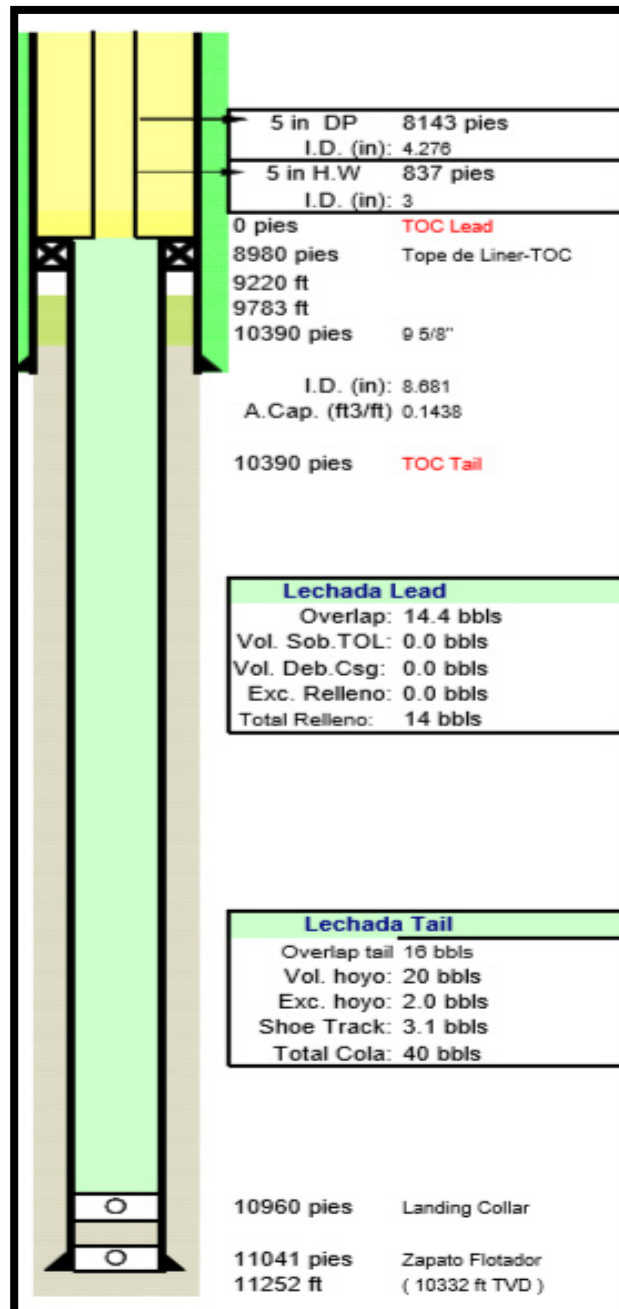 5 in DP 8143 pies
I.D. (in): 4.276
5 in H.W 837 pies
I.D. (in): 3
0 pies TOC Lead
8980 pies Tope de Liner-TOC
9220 ft
9783 ft
10390 pies 9 5/8"
I.D. (in): 8.681
A.Cap. (ft3/ft) 0.1438
10390 pies TOC Tail
Lechada Lead
Overlap: 14.4 bbls
Vol. Sob.TOL: 0.0 bbls
Vol. Deb.Csg: 0.0 bbls
Exc. Relleno: 0.0 bbls
Total Relleno: 14 bbls
Lechada Tail
Overlap tail 16 bbls
Vol. hoyo: 20 bbls
Exc. hoyo: 2.0 bbls
Shoe Track: 3.1 bbls
Total Cola: 40 bbls
10960 pies Landing Collar
11041 pies Zapato Flotador
11252 ft ( 10332 ft TVD )